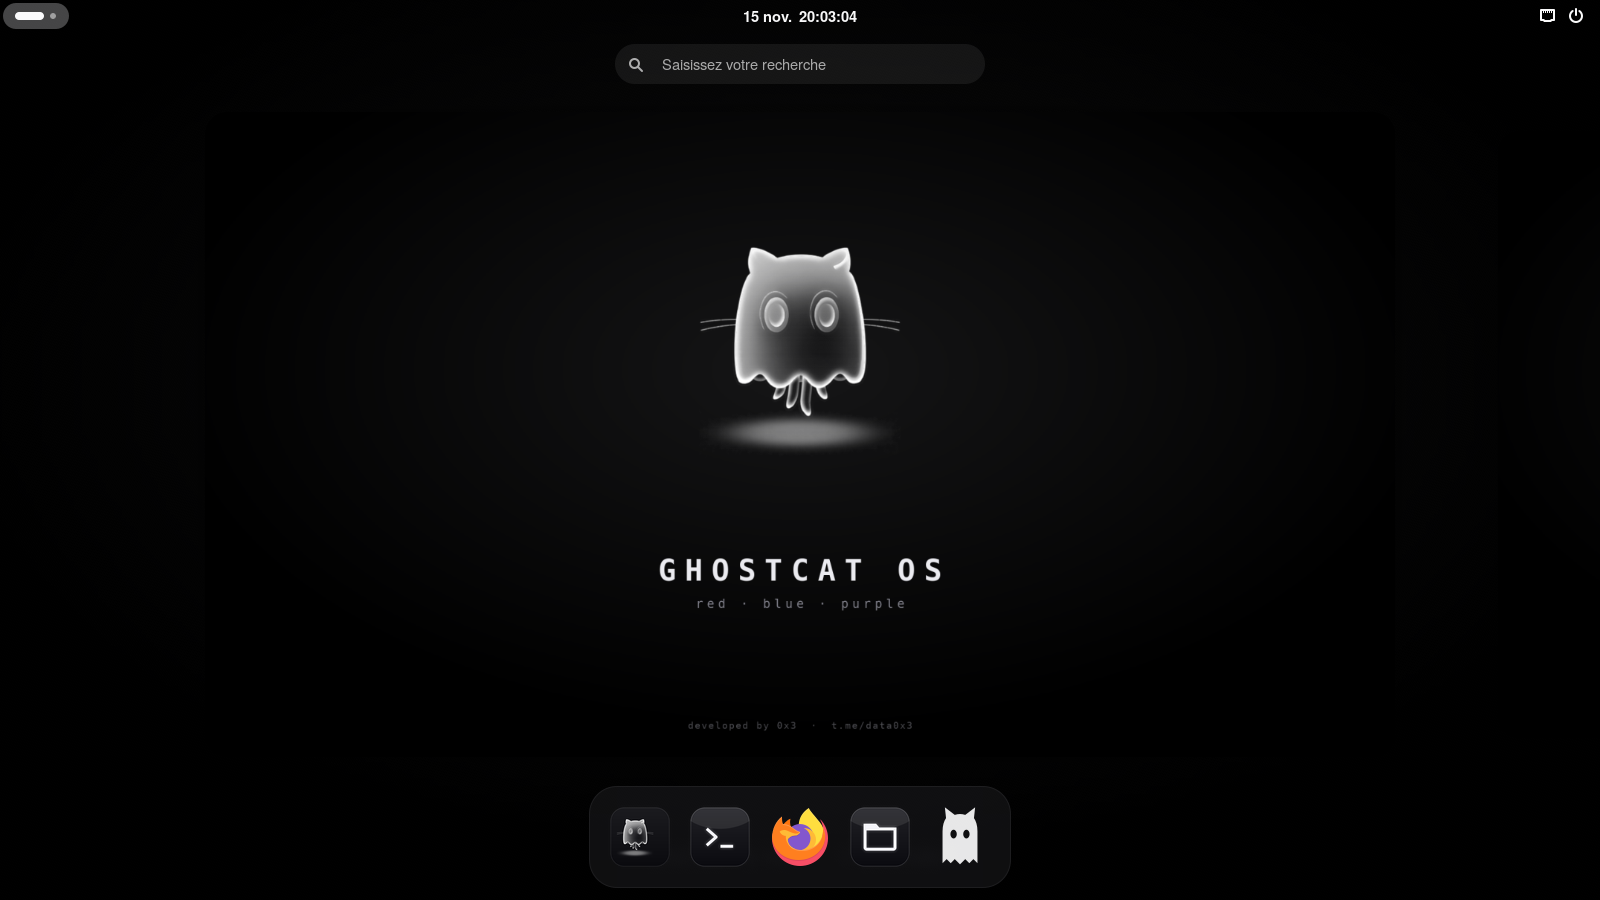 15 nov. 20:03:04
Saisissez votre recherche
GHOSTCAT OS
red · blue · purple
developed by 0x3 · t.me/data0x3